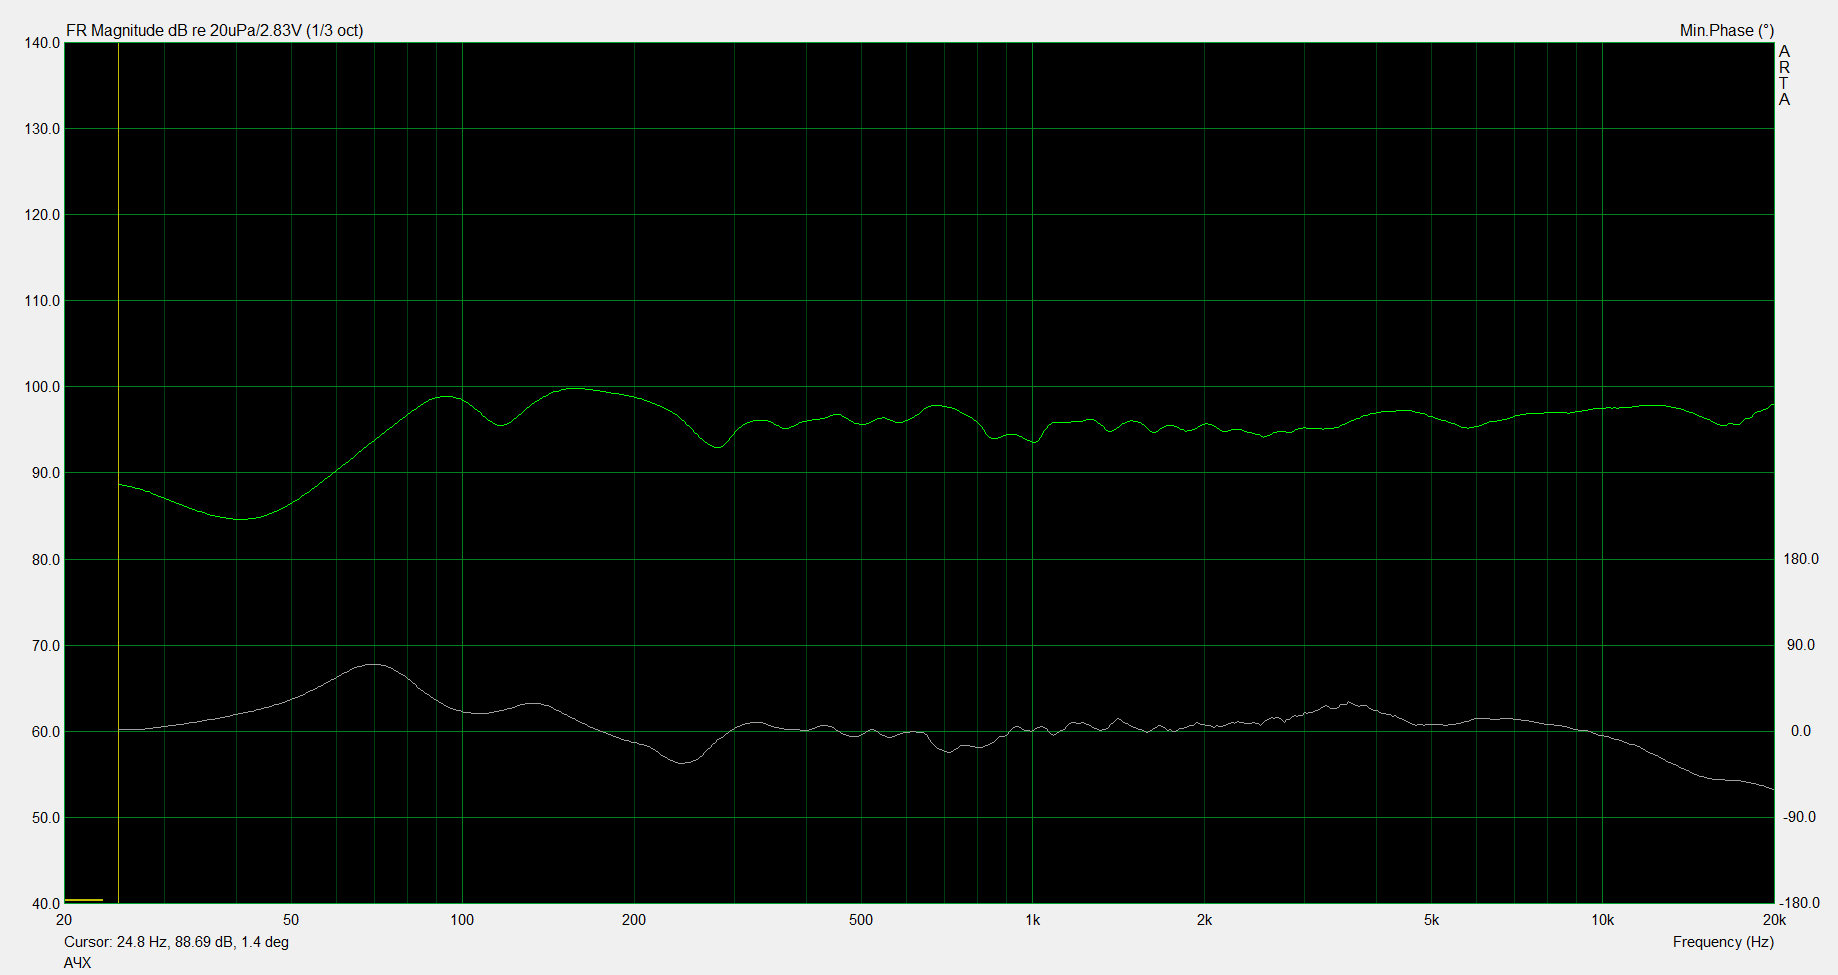 FR Magnitude dB re 20uPa/2.83V (1/3 oct)
Min.Phase (°)
A
R
T
A
140.0
130.0
120.0
110.0
100.0
90.0
80.0
70.0
60.0
50.0
40.0
180.0
90.0
0.0
-90.0
-180.0
20 50 100 200 500 1k 2k 5k 10k 20k
Cursor: 24.8 Hz, 88.69 dB, 1.4 deg
Frequency (Hz)
АЧХ